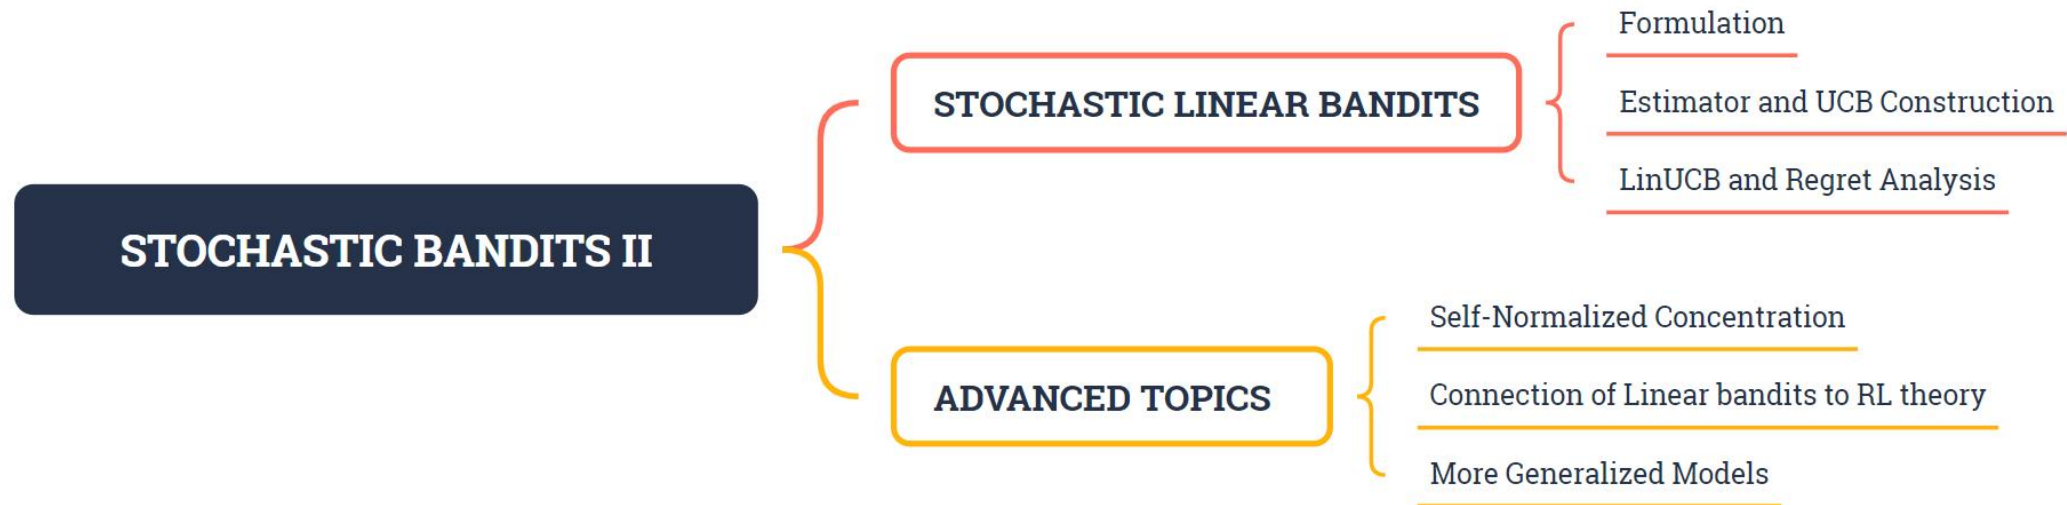 STOCHASTIC BANDITS II
STOCHASTIC LINEAR BANDITS
Formulation
Estimator and UCB Construction
LinUCB and Regret Analysis
ADVANCED TOPICS
Self-Normalized Concentration
Connection of Linear bandits to RL theory
More Generalized Models